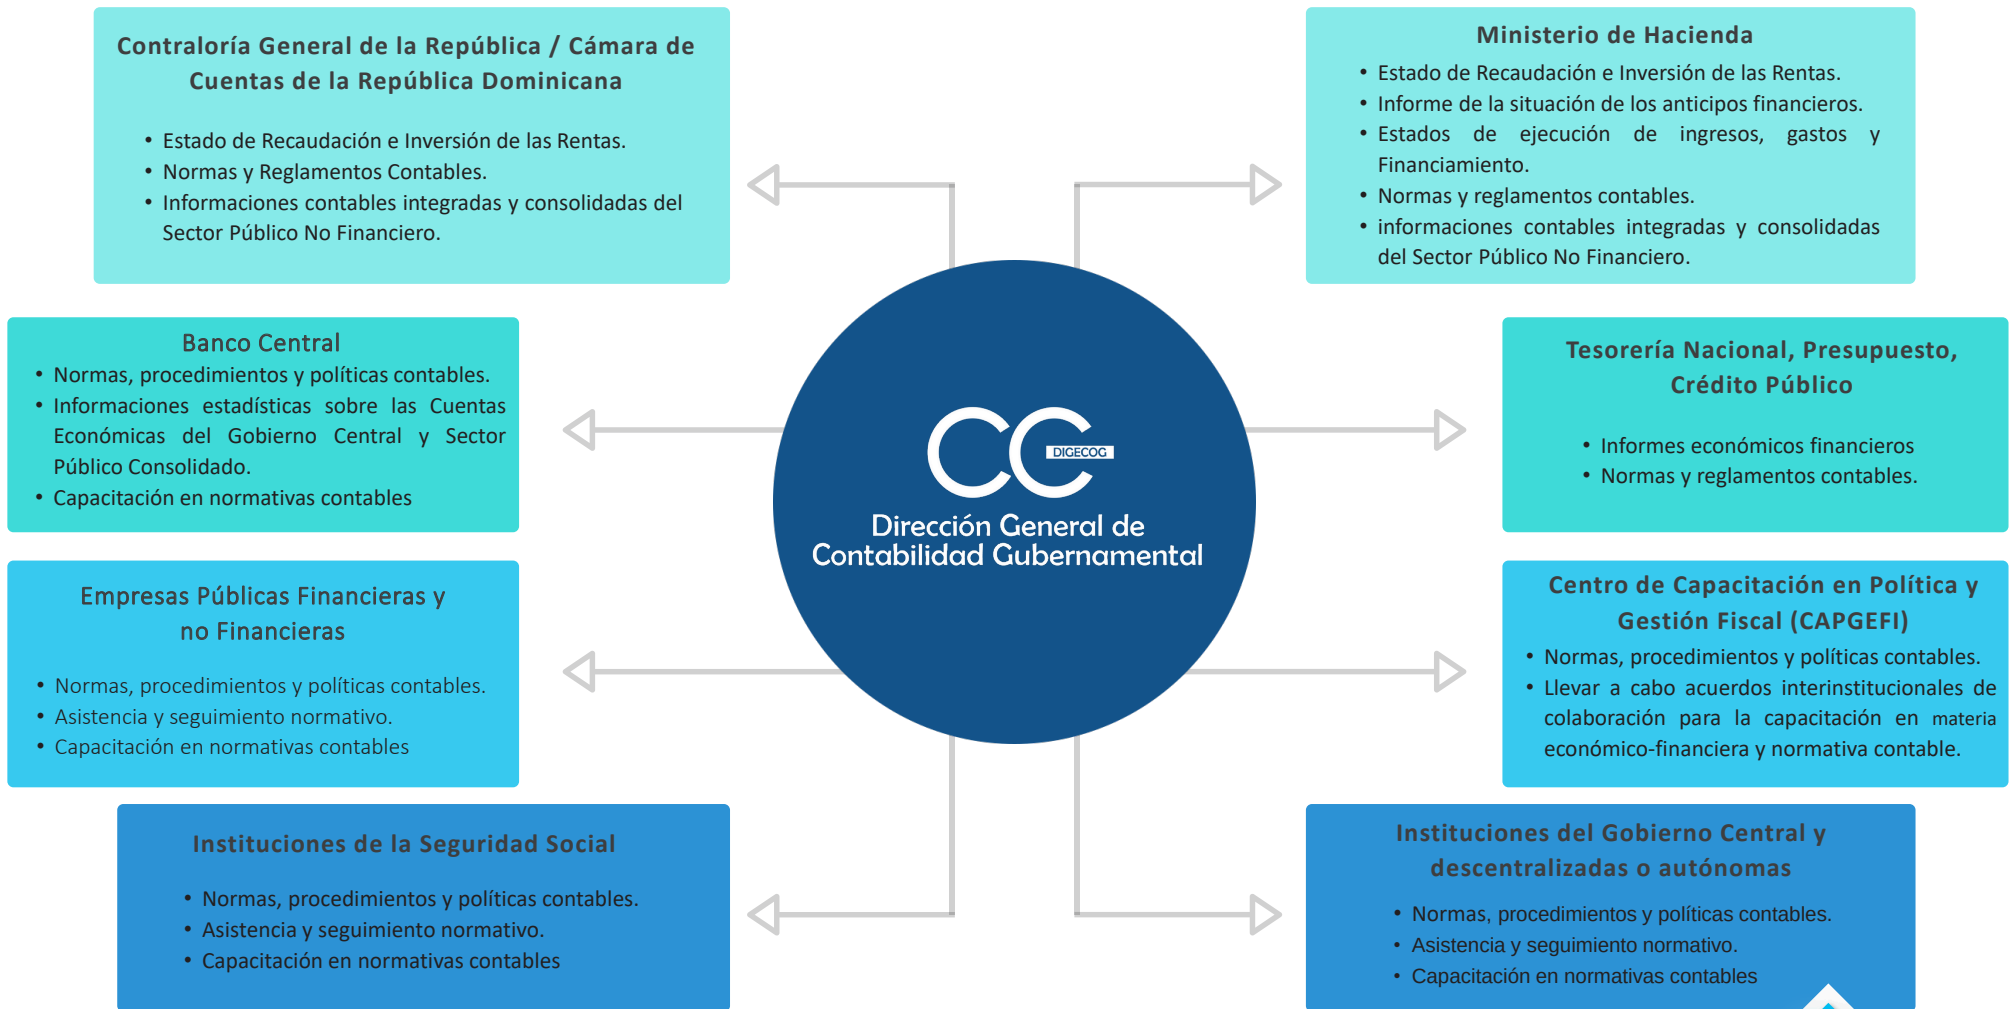 Contraloría General de la República / Cámara de
Cuentas de la República Dominicana
• Estado de Recaudación e Inversión de las Rentas.
• Normas y Reglamentos Contables.
• Informaciones contables integradas y consolidadas del
Sector Público No Financiero.
Ministerio de Hacienda
• Estado de Recaudación e Inversión de las Rentas.
• Informe de la situación de los anticipos financieros.
• Estados de ejecución de ingresos, gastos y
Financiamiento.
• Normas y reglamentos contables.
• informaciones contables integradas y consolidadas
del Sector Público No Financiero.
Banco Central
• Normas, procedimientos y políticas contables.
• Informaciones estadísticas sobre las Cuentas
Económicas del Gobierno Central y Sector
Público Consolidado.
• Capacitación en normativas contables
CG
DIGECOG
Dirección General de
Contabilidad Gubernamental
Tesorería Nacional, Presupuesto,
Crédito Público
• Informes económicos financieros
• Normas y reglamentos contables.
Empresas Públicas Financieras y
no Financieras
• Normas, procedimientos y políticas contables.
• Asistencia y seguimiento normativo.
• Capacitación en normativas contables
Centro de Capacitación en Política y
Gestión Fiscal (CAPGEFI)
• Normas, procedimientos y políticas contables.
• Llevar a cabo acuerdos interinstitucionales de
colaboración para la capacitación en materia
económico-financiera y normativa contable.
Instituciones de la Seguridad Social
• Normas, procedimientos y políticas contables.
• Asistencia y seguimiento normativo.
• Capacitación en normativas contables
Instituciones del Gobierno Central y
descentralizadas o autónomas
• Normas, procedimientos y políticas contables.
• Asistencia y seguimiento normativo.
• Capacitación en normativas contables